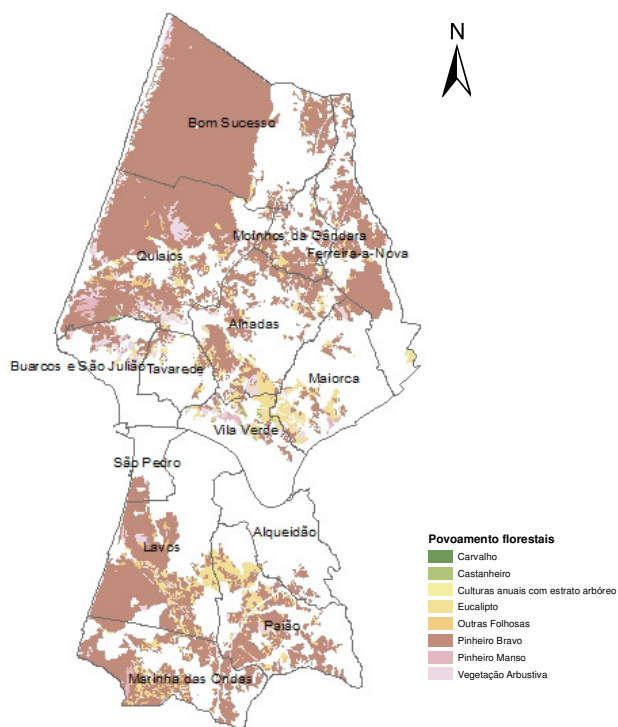 N
Bom Sucesso
Moinhos da Gândara
Quiaios
Ferreira-a-Nova
Alhadas
Buarcos e São Julião
Tavarede
Maiorca
Vila Verde
São Pedro
Alqueidão
Lavos
Paião
Marinha das Ondas
Povoamento florestais
Carvalho
Castanheiro
Culturas anuais com estrato arbóreo
Eucalipto
Outras Folhosas
Pinheiro Bravo
Pinheiro Manso
Vegetação Arbustiva